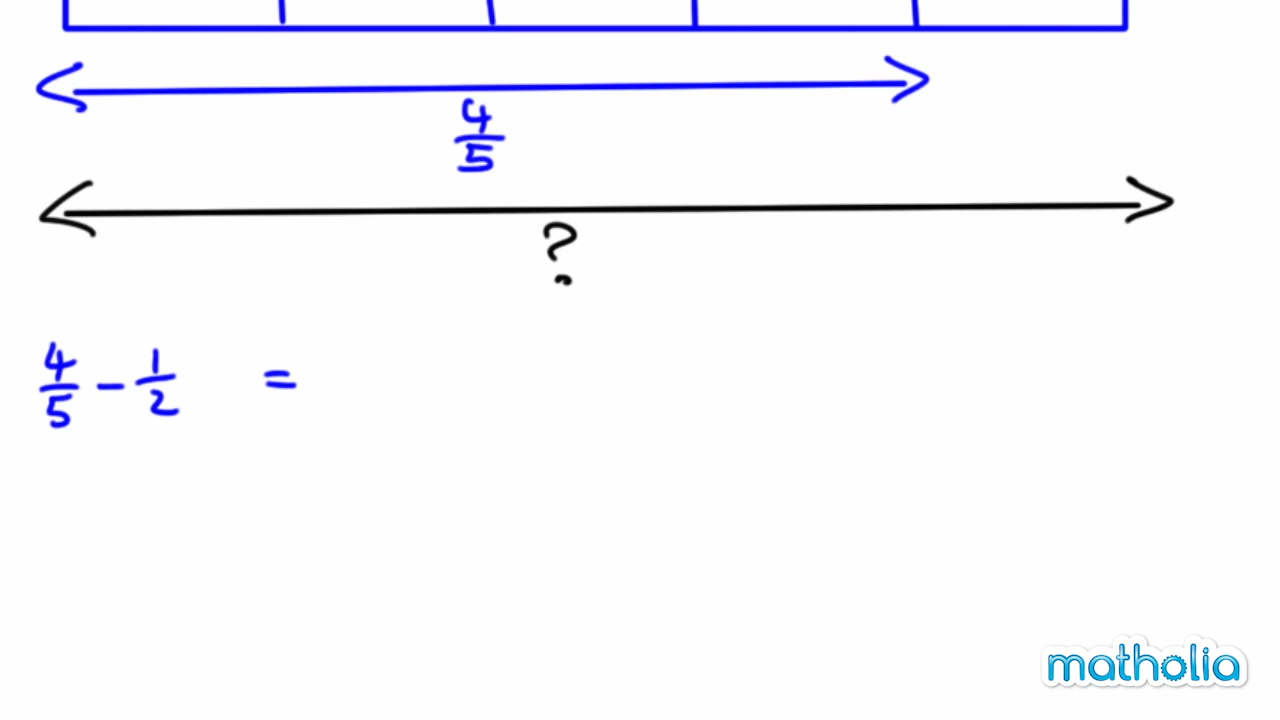 4/5
?
4/5 - 1/2 =
matholia